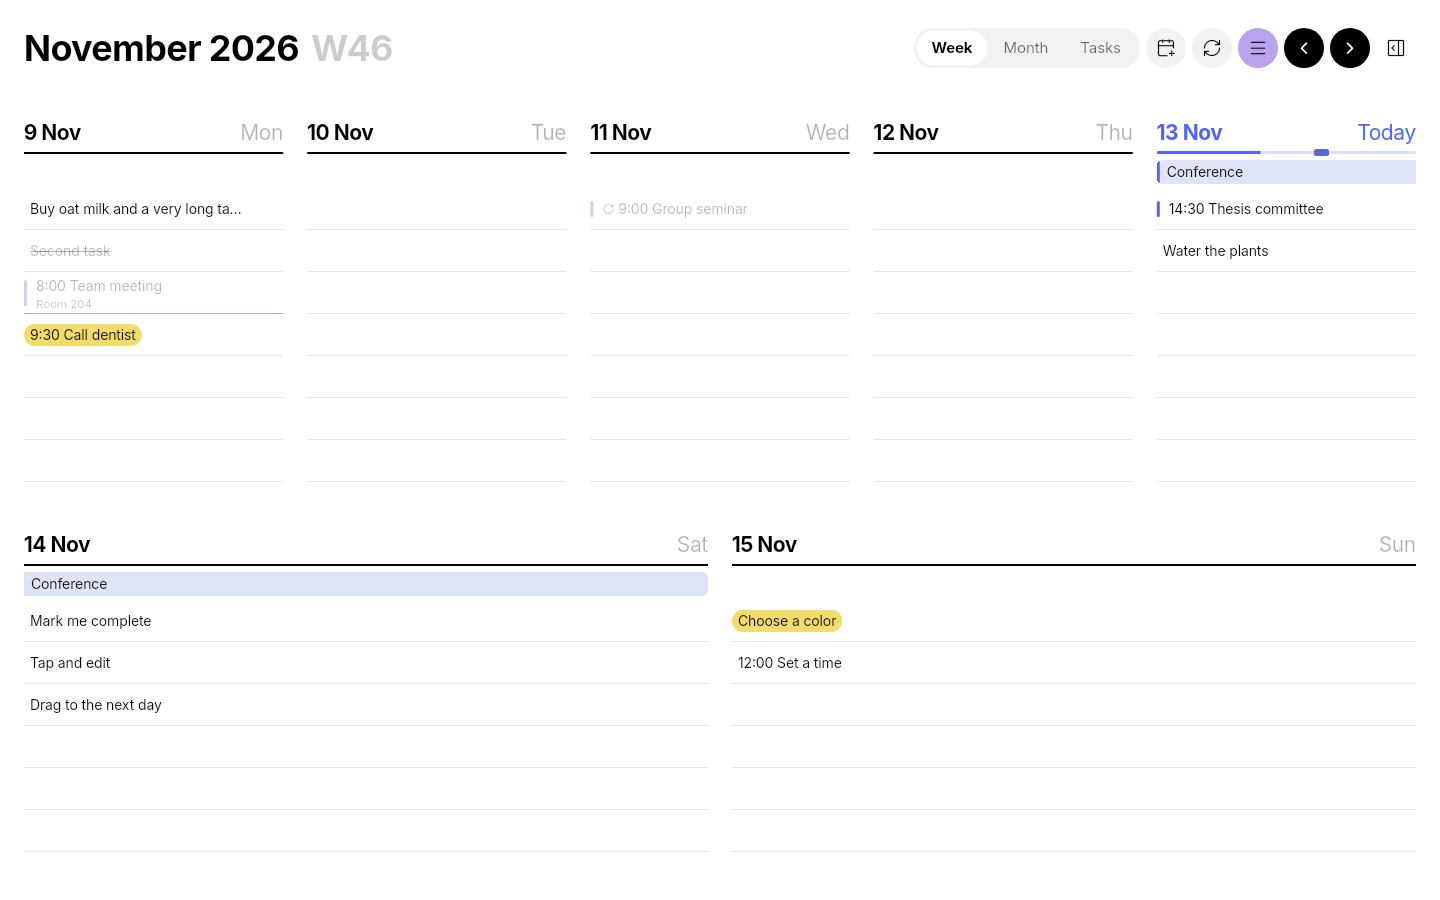 November 2026 W46
Week Month Tasks
9 Nov Mon
Buy oat milk and a very long ta...
Second task
8:00 Team meeting
Room 204
9:30 Call dentist
10 Nov Tue
11 Nov Wed
9:00 Group seminar
12 Nov Thu
13 Nov Today
Conference
14:30 Thesis committee
Water the plants
14 Nov Sat
Conference
Mark me complete
Tap and edit
Drag to the next day
15 Nov Sun
Choose a color
12:00 Set a time